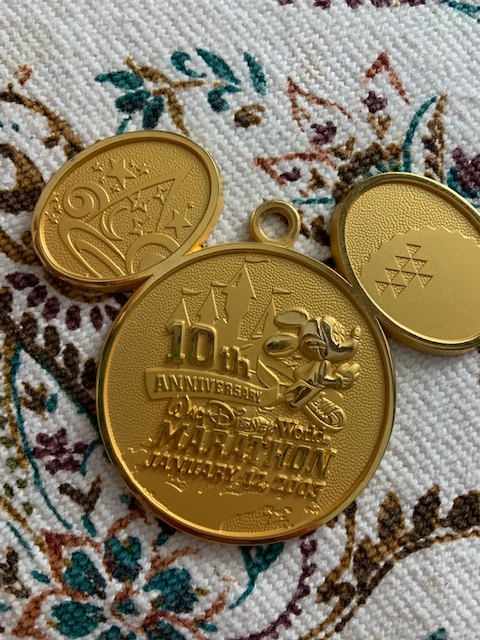 10th
ANNIVERSARY
Walt Disney World
MARATHON
JANUARY 12, 2003